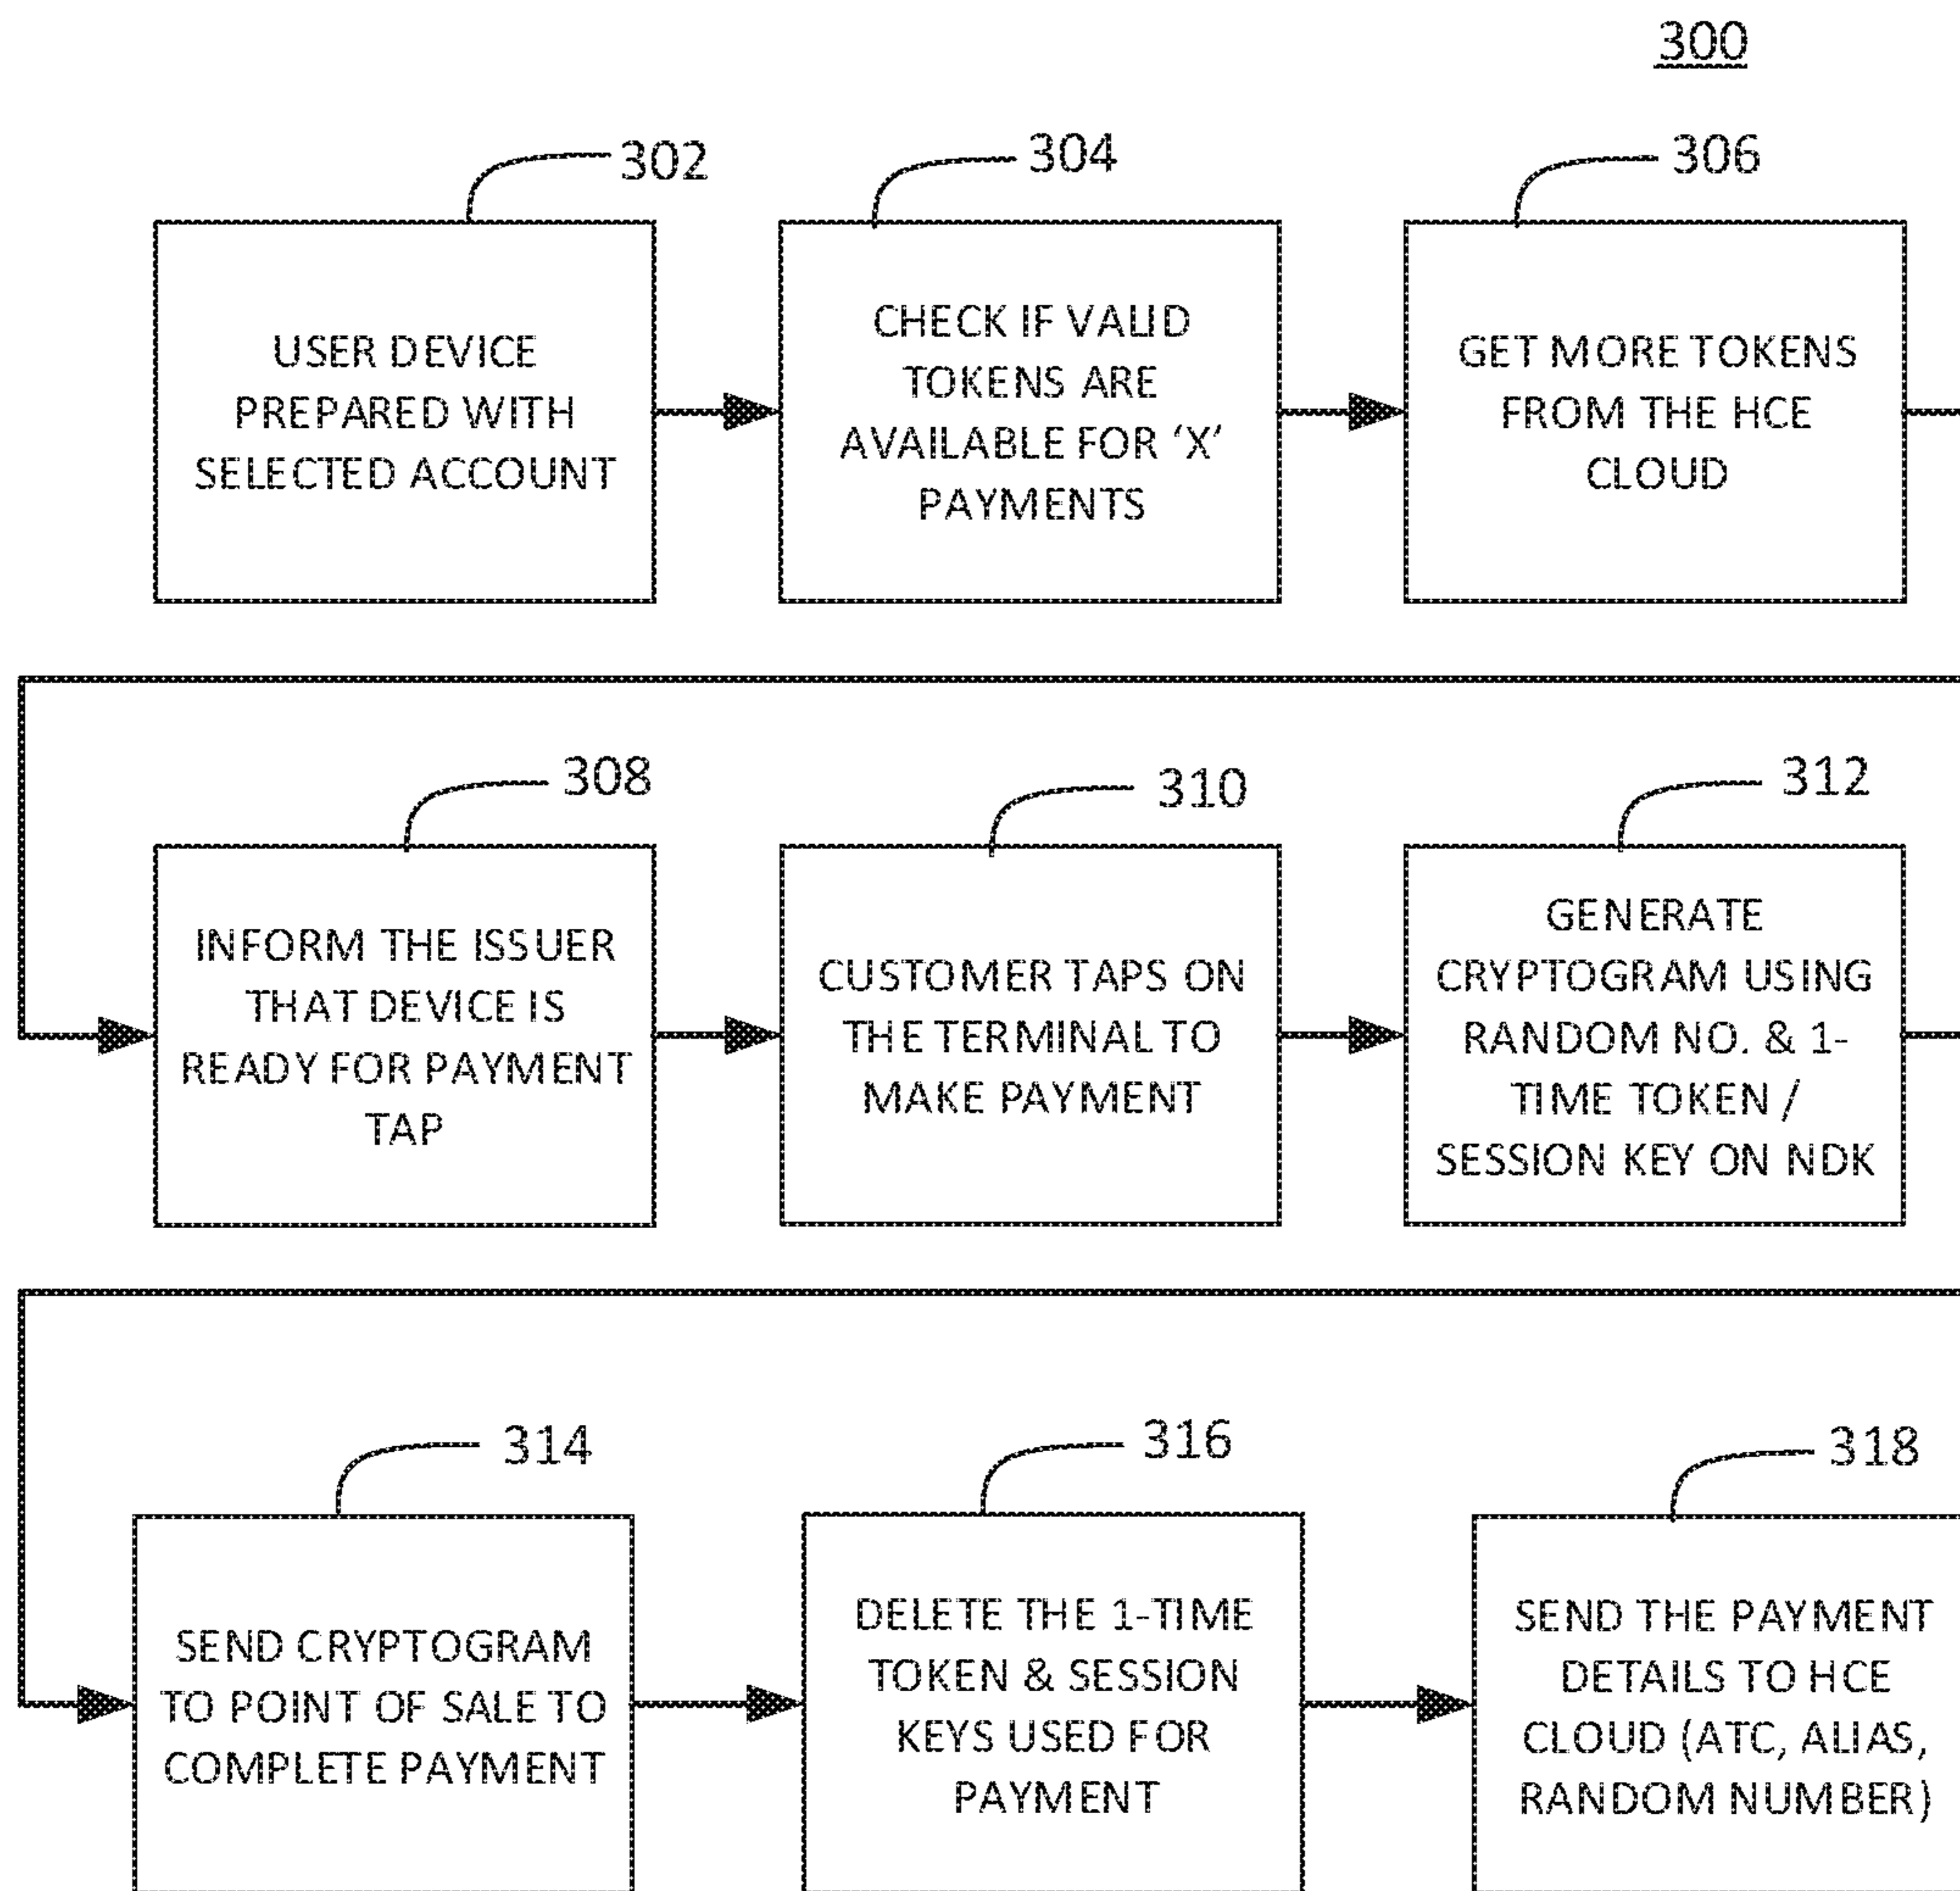 300
302
304
306
USER DEVICE
PREPARED WITH
SELECTED ACCOUNT
CHECK IF VALID
TOKENS ARE
AVAILABLE FOR ‘X’
PAYMENTS
GET MORE TOKENS
FROM THE HCE
CLOUD
308
310
312
INFORM THE ISSUER
THAT DEVICE IS
READY FOR PAYMENT
TAP
CUSTOMER TAPS ON
THE TERMINAL TO
MAKE PAYMENT
GENERATE
CRYPTOGRAM USING
RANDOM NO. & 1-
TIME TOKEN /
SESSION KEY ON NDK
314
316
318
SEND CRYPTOGRAM
TO POINT OF SALE TO
COMPLETE PAYMENT
DELETE THE 1-TIME
TOKEN & SESSION
KEYS USED FOR
PAYMENT
SEND THE PAYMENT
DETAILS TO HCE
CLOUD (ATC, ALIAS,
RANDOM NUMBER)